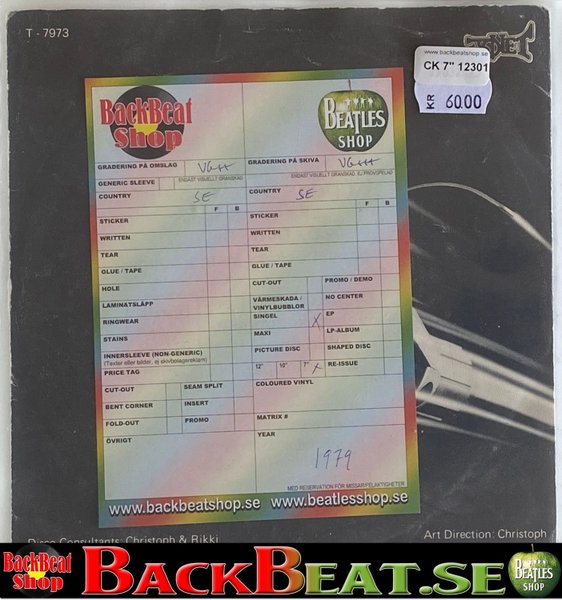 T - 7973
PLANET
www.backbeatshop.se
CK 7" 12301
KR 60.00
BackBeat
Shop
BEATLES
SHOP
GRADERING PÅ OMSLAG VG++
GENERIC SLEEVE
COUNTRY SE
F B
STICKER
WRITTEN
TEAR
GLUE / TAPE
HOLE
LAMINATSLÄPP
RINGWEAR
STAINS
INNERSLEEVE (NON-GENERIC)
(Texter eller bilder, ej skivbolagsreklam)
PRICE TAG
CUT-OUT SEAM SPLIT
BENT CORNER INSERT
FOLD-OUT PROMO
ÖVRIGT
GRADERING PÅ SKIVA VG++
ENDAST VISUELLT GRANSKAD
ENDAST VISUELLT GRANSKAD, EJ PROVSPELAD
COUNTRY SE
F B
STICKER
WRITTEN
TEAR
GLUE / TAPE
CUT-OUT PROMO / DEMO
VÄRMESKADA / NO CENTER
VINYLBUBBLOR
SINGEL X EP
MAXI LP-ALBUM
PICTURE DISC SHAPED DISC
12" 10" 7" X RE-ISSUE
COLOURED VINYL
MATRIX #
YEAR
1979
MED RESERVATION FÖR MISSAR/FELAKTIGHETER
www.backbeatshop.se www.beatlesshop.se
Disco Consultants: Christoph & Rikki
Art Direction: Christoph
BackBeat
Shop
BACKBEAT.SE
BEATLES
SHOP